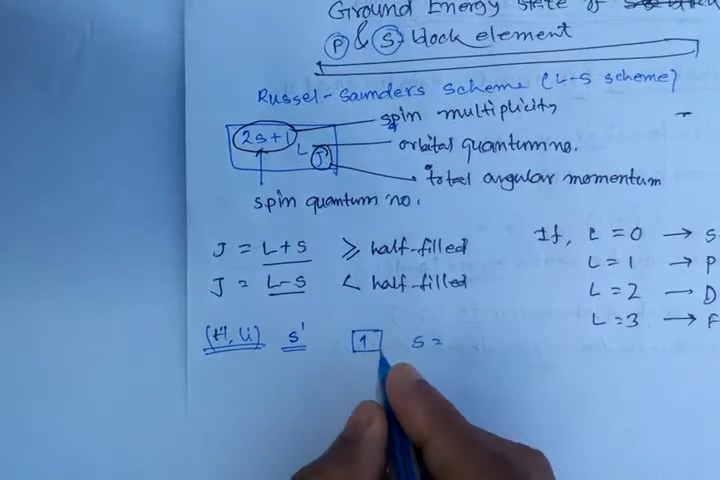 Ground Energy state of
P & S-block element
Russel-Saunders Scheme (L-S scheme)
2s+1 L J
spin multiplicity
orbital quantum no.
total angular momentum
spin quantum no.
J = L+S ≥ half-filled
J = L-S < half-filled
If, L = 0 → S
L = 1 → P
L = 2 → D
L = 3 → F
(H, Li) s¹ 1 S =